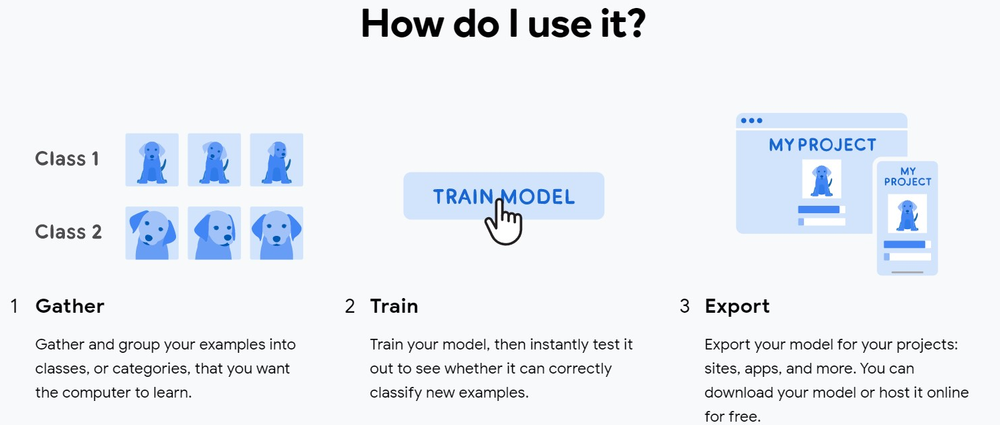 How do I use it?
Class 1
Class 2
TRAIN MODEL
MY PROJECT
MY
PROJECT
1 Gather
Gather and group your examples into
classes, or categories, that you want
the computer to learn.
2 Train
Train your model, then instantly test it
out to see whether it can correctly
classify new examples.
3 Export
Export your model for your projects:
sites, apps, and more. You can
download your model or host it online
for free.